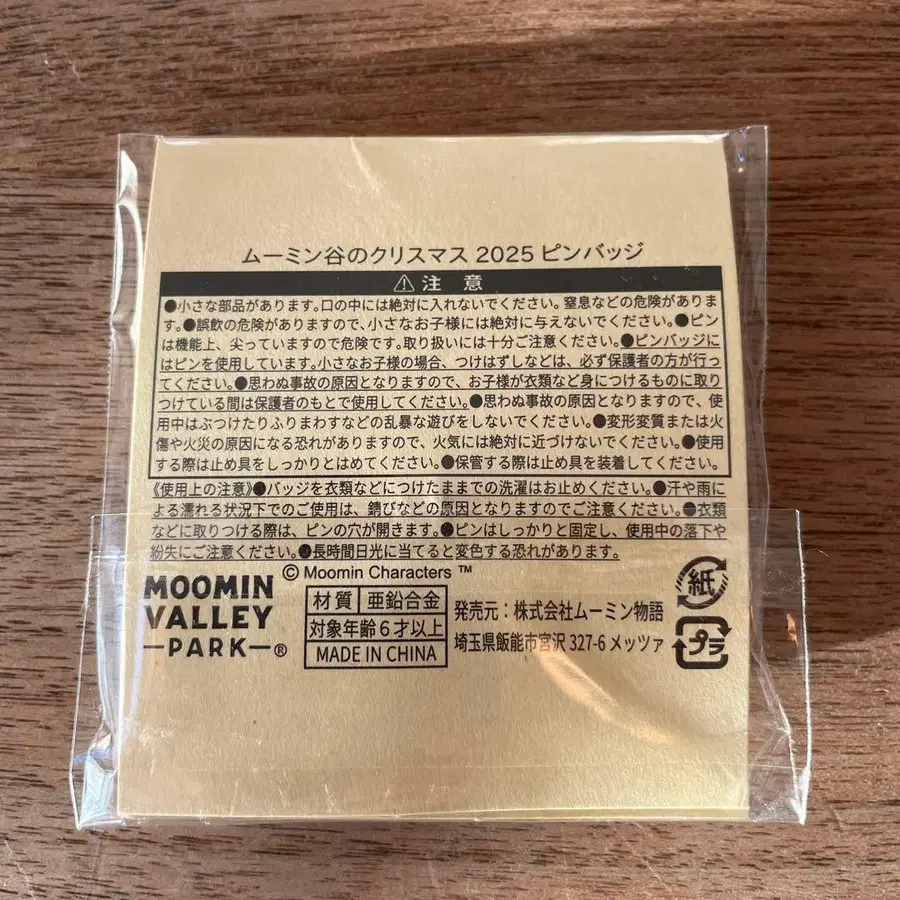 ムーミン谷のクリスマス 2025 ピンバッジ
⚠ 注 意
●小さな部品があります。口の中には絶対に入れないでください。窒息などの危険がありま
す。●誤飲の危険がありますので、小さなお子様には絶対に与えないでください。●ピン
は機能上、尖っていますので危険です。取り扱いには十分ご注意ください。●ピンバッジに
はピンを使用しています。小さなお子様の場合、つけはずしなどは、必ず保護者の方が行っ
てください。●思わぬ事故の原因となりますので、お子様が衣類など身につけるものに取り
つけている間は保護者のもとで使用してください。●思わぬ事故の原因となりますので、使
用中はぶつけたりふりまわすなどの乱暴な遊びをしないでください。●変形変質または火
傷や火災の原因になる恐れがありますので、火気には絶対に近づけないでください。●使用
する際は止め具をしっかりとはめてください。●保管する際は止め具を装着してください。
《使用上の注意》●バッジを衣類などにつけたままでの洗濯はお止めください。●汗や雨に
よる濡れる状況下でのご使用は、錆びなどの原因となりますのでご注意ください。●衣類
などに取りつける際は、ピンの穴が開きます。●ピンはしっかりと固定し、使用中の落下や
紛失にご注意ください。●長時間日光に当てると変色する恐れがあります。
© Moomin Characters ™
MOOMIN
VALLEY
—PARK—®
材質 亜鉛合金
対象年齢6才以上
MADE IN CHINA
発売元：株式会社ムーミン物語
埼玉県飯能市宮沢 327-6 メッツァ
紙
プラ